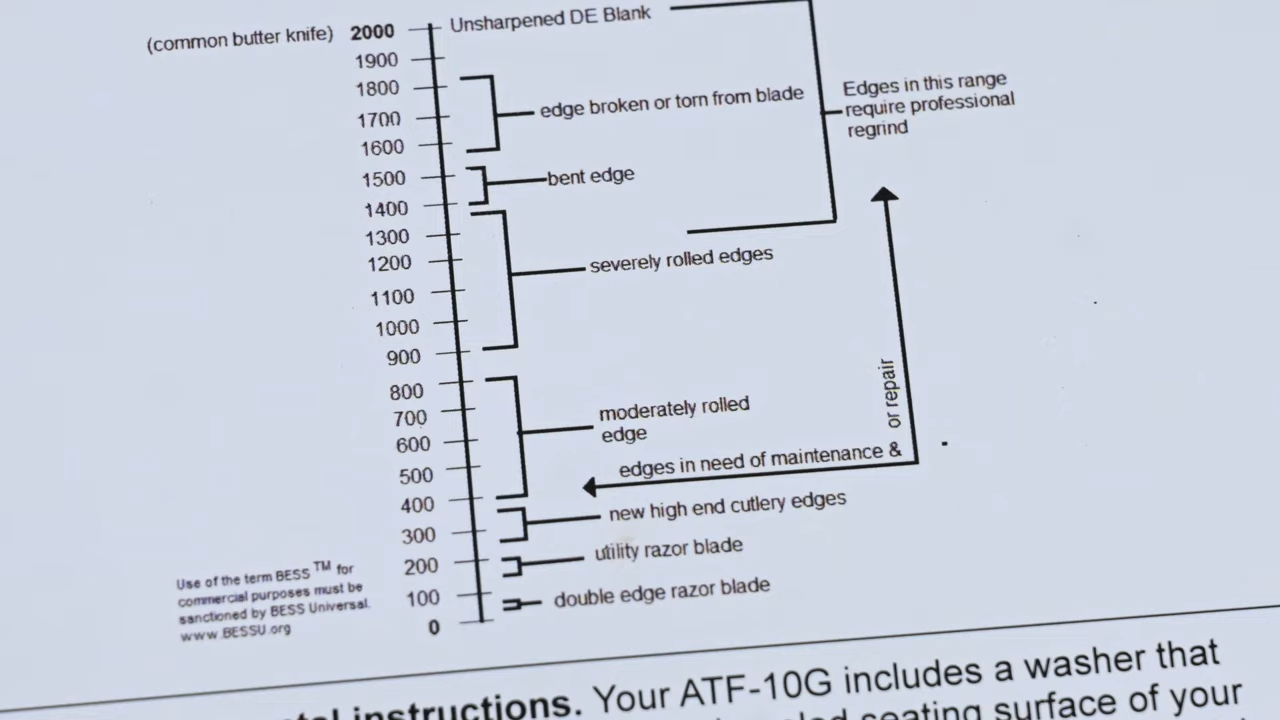 (common butter knife) 2000 Unsharpened DE Blank
1900
1800
1700
1600
1500
1400
1300
1200
1100
1000
900
800
700
600
500
400
300
200
100
0
edge broken or torn from blade
Edges in this range
require professional
regrind
bent edge
severely rolled edges
moderately rolled
edge
or repair
edges in need of maintenance &
new high end cutlery edges
utility razor blade
double edge razor blade
Use of the term BESS TM for
commercial purposes must be
sanctioned by BESS Universal.
www.BESSU.org
instructions. Your ATF-10G includes a washer that
seating surface of your